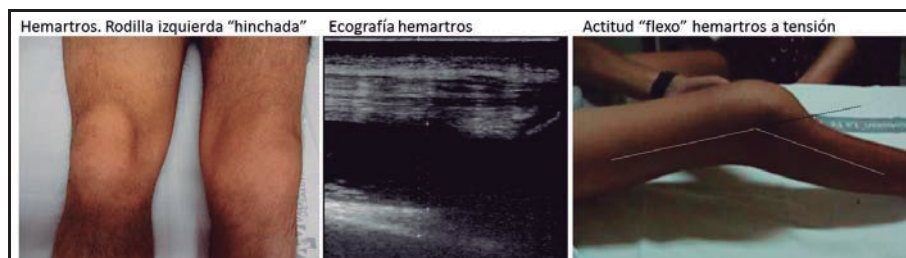 Hemartros. Rodilla izquierda “hinchada”
Ecografía hemartros
Actitud “flexo” hemartros a tensión